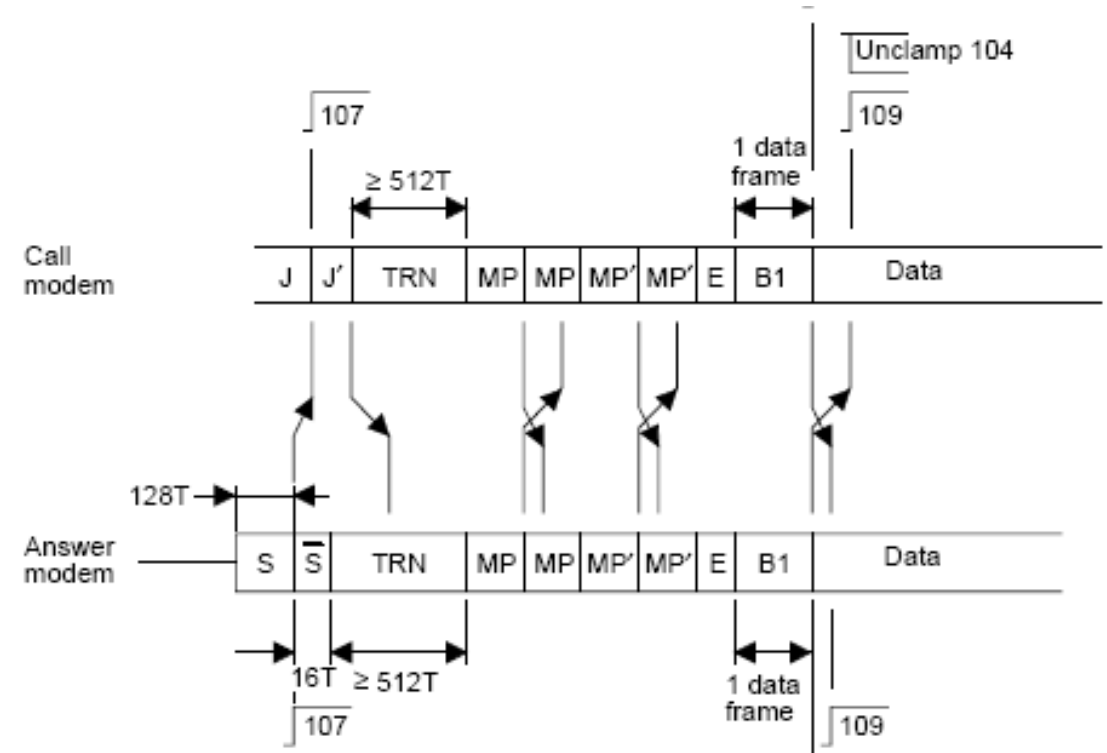 Unclamp 104
107
109
1 data
frame
≥ 512T
Call
modem
J J′ TRN MP MP MP′ MP′ E B1 Data
128T
Answer
modem
S S̅ TRN MP MP MP′ MP′ E B1 Data
16T ≥ 512T
1 data
frame
107
109